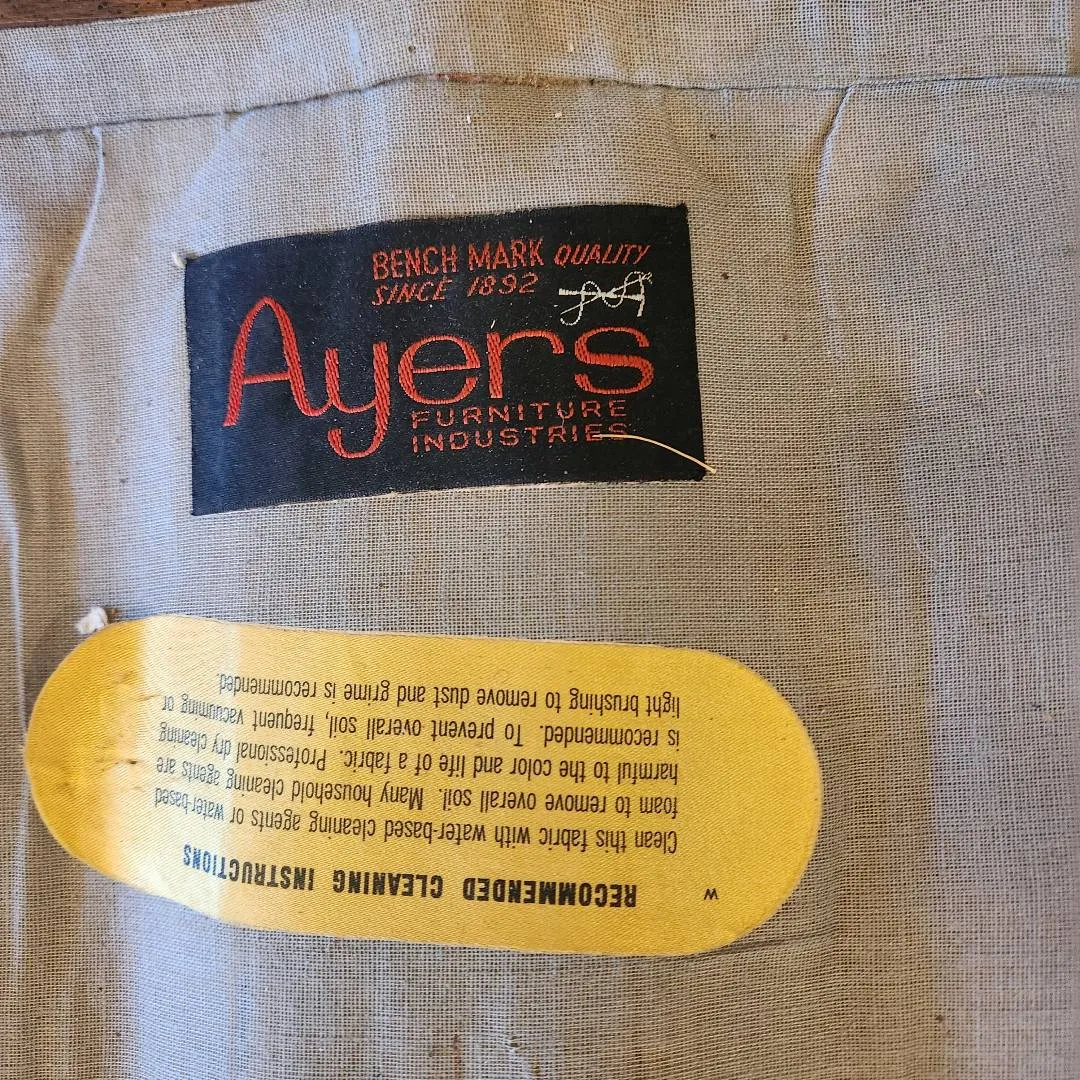 BENCH MARK QUALITY
SINCE 1892
Ayers
FURNITURE
INDUSTRIES
W
RECOMMENDED CLEANING INSTRUCTIONS
Clean this fabric with water-based cleaning agents or water-based
foam to remove overall soil. Many household cleaning agents are
harmful to the color and life of a fabric. Professional dry cleaning
is recommended. To prevent overall soil, frequent vacuuming or
light brushing to remove dust and grime is recommended.